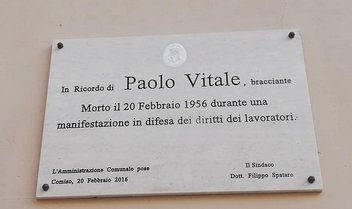 In Ricordo di Paolo Vitale, bracciante
Morto il 20 Febbraio 1956 durante una
manifestazione in difesa dei diritti dei lavoratori.
L'Amministrazione Comunale pose
Comiso, 20 Febbraio 2016
Il Sindaco
Dott. Filippo Spataro